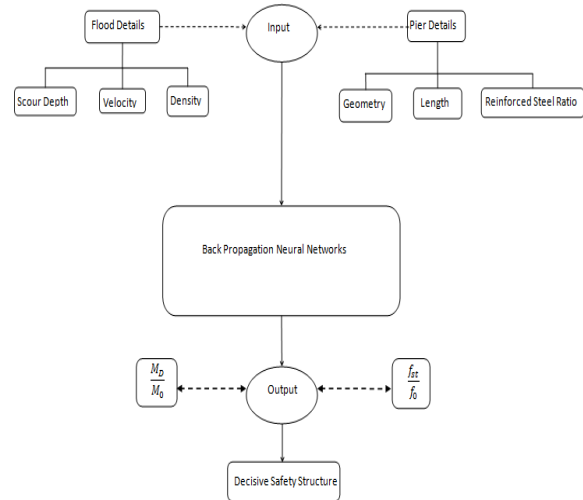 Flood Details
Input
Pier Details
Scour Depth
Velocity
Density
Geometry
Length
Reinforced Steel Ratio
Back Propagation Neural Networks
M_D
M_0
Output
f_st
f_0
Decisive Safety Structure